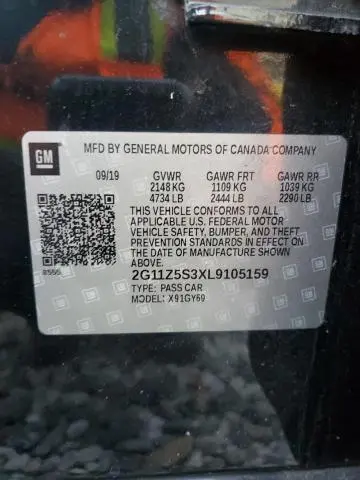 GM
MFD BY GENERAL MOTORS OF CANADA COMPANY
09/19 GVWR GAWR FRT GAWR RR
2148 KG 1109 KG 1039 KG
4734 LB 2444 LB 2290 LB
THIS VEHICLE CONFORMS TO ALL
APPLICABLE U.S. FEDERAL MOTOR
VEHICLE SAFETY, BUMPER, AND THEFT
PREVENTION STANDARDS IN EFFECT ON
THE DATE OF MANUFACTURE SHOWN
ABOVE.
2G11Z5S3XL9105159
TYPE: PASS CAR
MODEL: X91GY69